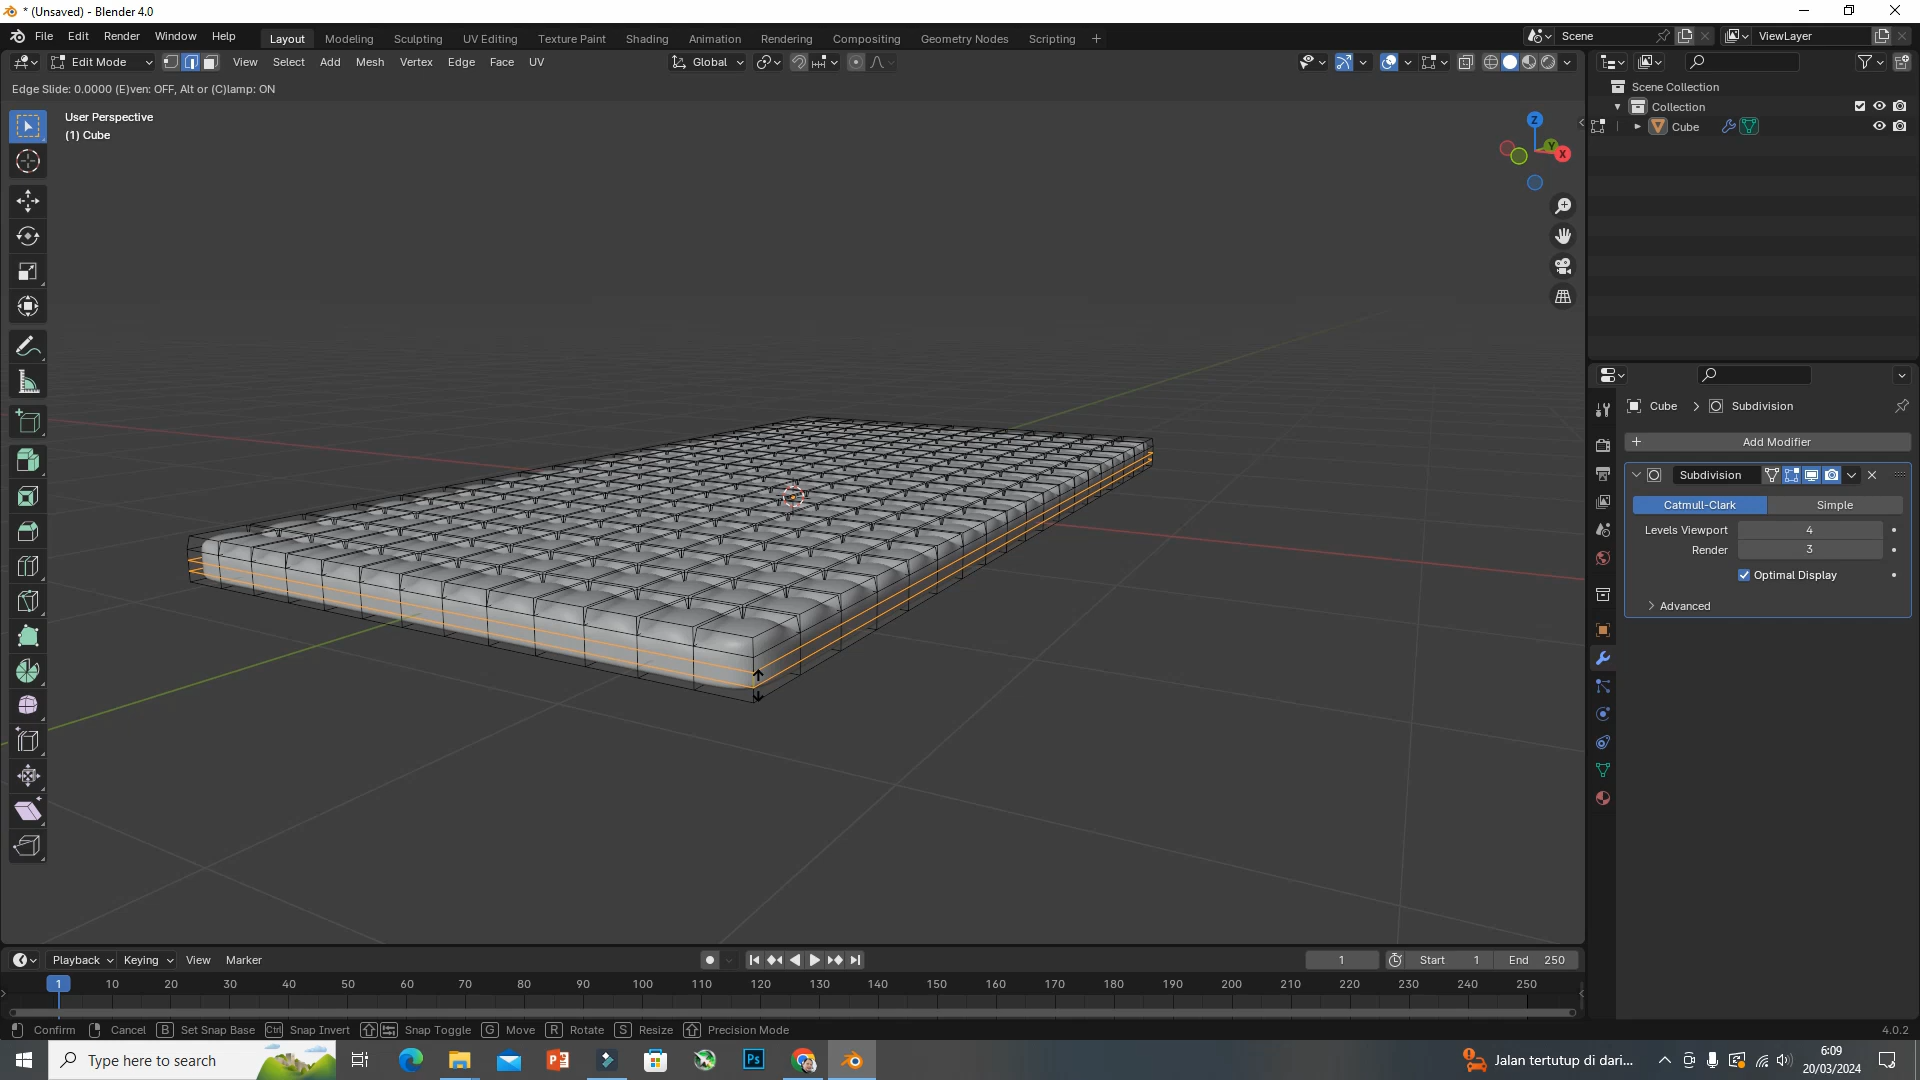 * (Unsaved) - Blender 4.0
File Edit Render Window Help
Layout Modeling Sculpting UV Editing Texture Paint Shading Animation Rendering Compositing Geometry Nodes Scripting +
Scene
ViewLayer
Edit Mode View Select Add Mesh Vertex Edge Face UV
Global
Edge Slide: 0.0000 (E)ven: OFF, Alt or (C)lamp: ON
User Perspective
(1) Cube
Z
Y
X
Scene Collection
Collection
Cube
Cube > Subdivision
+ Add Modifier
Subdivision
Catmull-Clark Simple
Levels Viewport 4
Render 3
Optimal Display
Advanced
Playback Keying View Marker
1 Start 1 End 250
1 10 20 30 40 50 60 70 80 90 100 110 120 130 140 150 160 170 180 190 200 210 220 230 240 250
Confirm Cancel B Set Snap Base Ctrl Snap Invert Snap Toggle G Move R Rotate S Resize Precision Mode
4.0.2
Type here to search
Ps
Jalan tertutup di dari...
6:09
20/03/2024